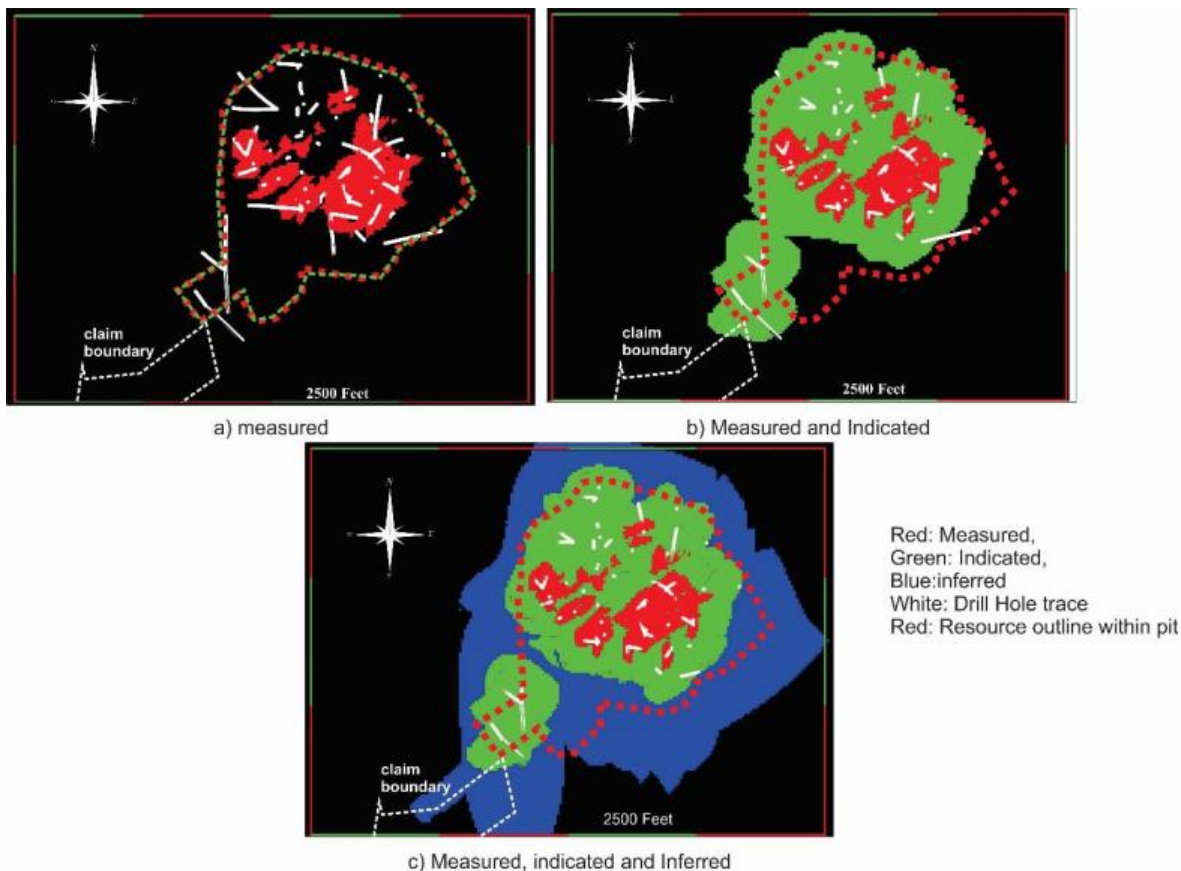 N
E
claim
boundary
2500 Feet
a) measured
N
E
claim
boundary
2500 Feet
b) Measured and Indicated
N
E
claim
boundary
2500 Feet
c) Measured, indicated and Inferred
Red: Measured,
Green: Indicated,
Blue:inferred
White: Drill Hole trace
Red: Resource outline within pit